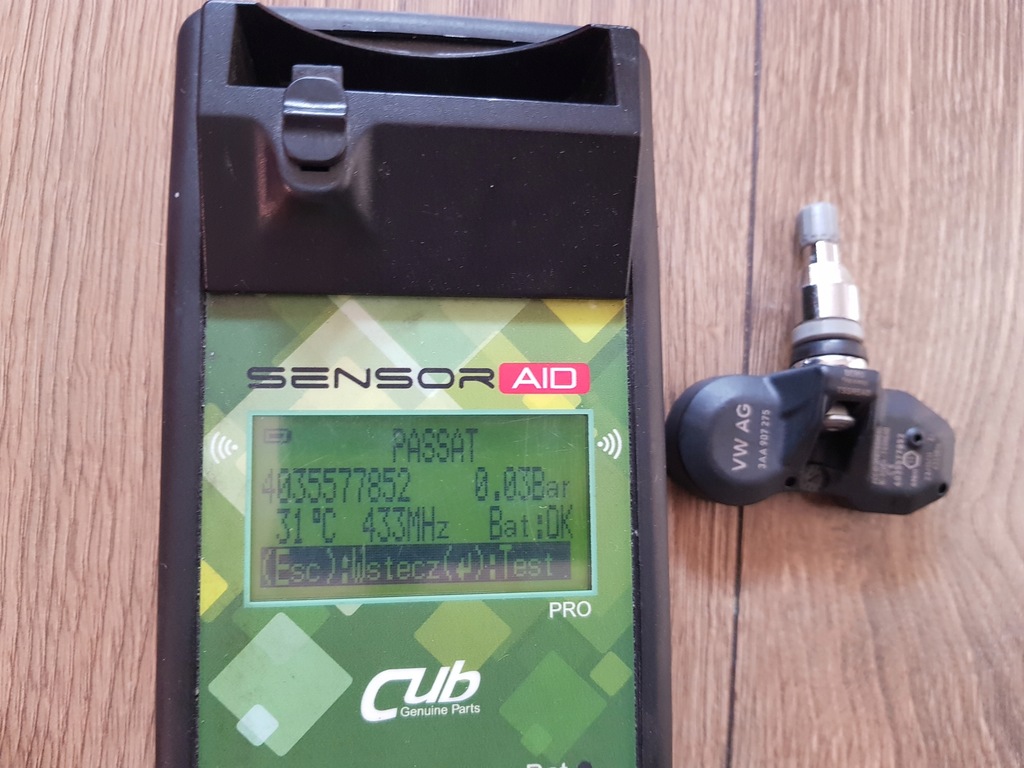 SENSOR AID
PASSAT
4035577852 0.03Bar
31°C 433MHz Bat:OK
(Esc):Wstecz(↵):Test
PRO
Cub
Genuine Parts
VW AG
3AA 907 275